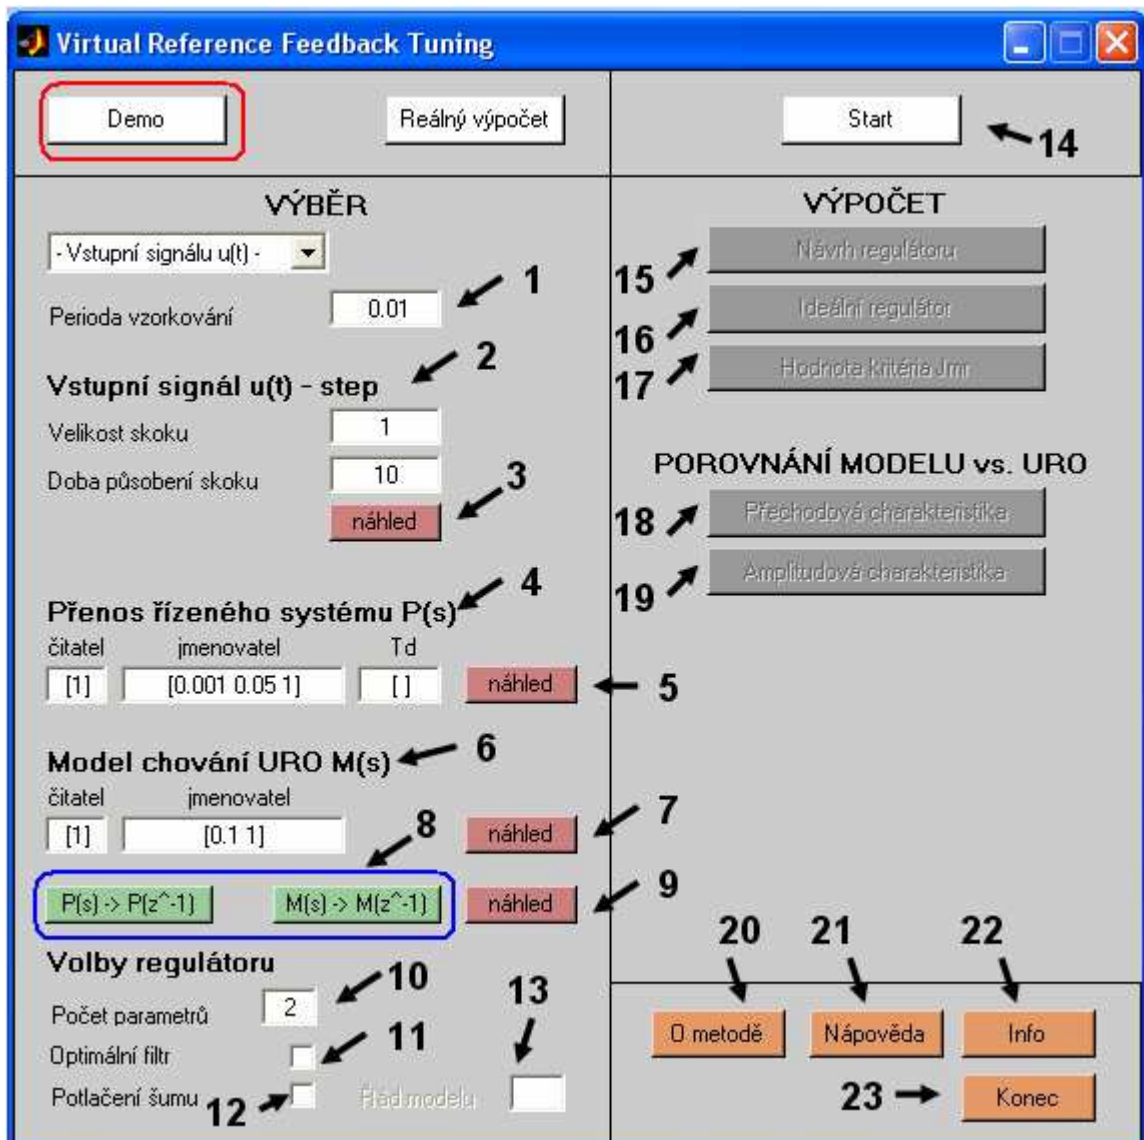 Virtual Reference Feedback Tuning
Demo
Reálný výpočet
Start
14
VÝBĚR
- Vstupní signálu u(t) -
Perioda vzorkování
0.01
1
Vstupní signál u(t) - step
2
Velikost skoku
1
Doba působení skoku
10
náhled
3
Přenos řízeného systému P(s)
4
čitatel
jmenovatel
Td
[1]
[0.001 0.05 1]
[ ]
náhled
5
Model chování URO M(s)
6
čitatel
jmenovatel
[1]
[0.1 1]
náhled
7
8
P(s) -> P(z^-1)
M(s) -> M(z^-1)
náhled
9
Volby regulátoru
Počet parametrů
2
10
Optimální filtr
11
Potlačení šumu
12
Řád modelu
13
VÝPOČET
15
Návrh regulátoru
16
Ideální regulátor
17
Hodnota kritéria Jmr
POROVNÁNÍ MODELU vs. URO
18
Přechodová charakteristika
19
Amplitudová charakteristika
20
21
22
O metodě
Nápověda
Info
23
Konec